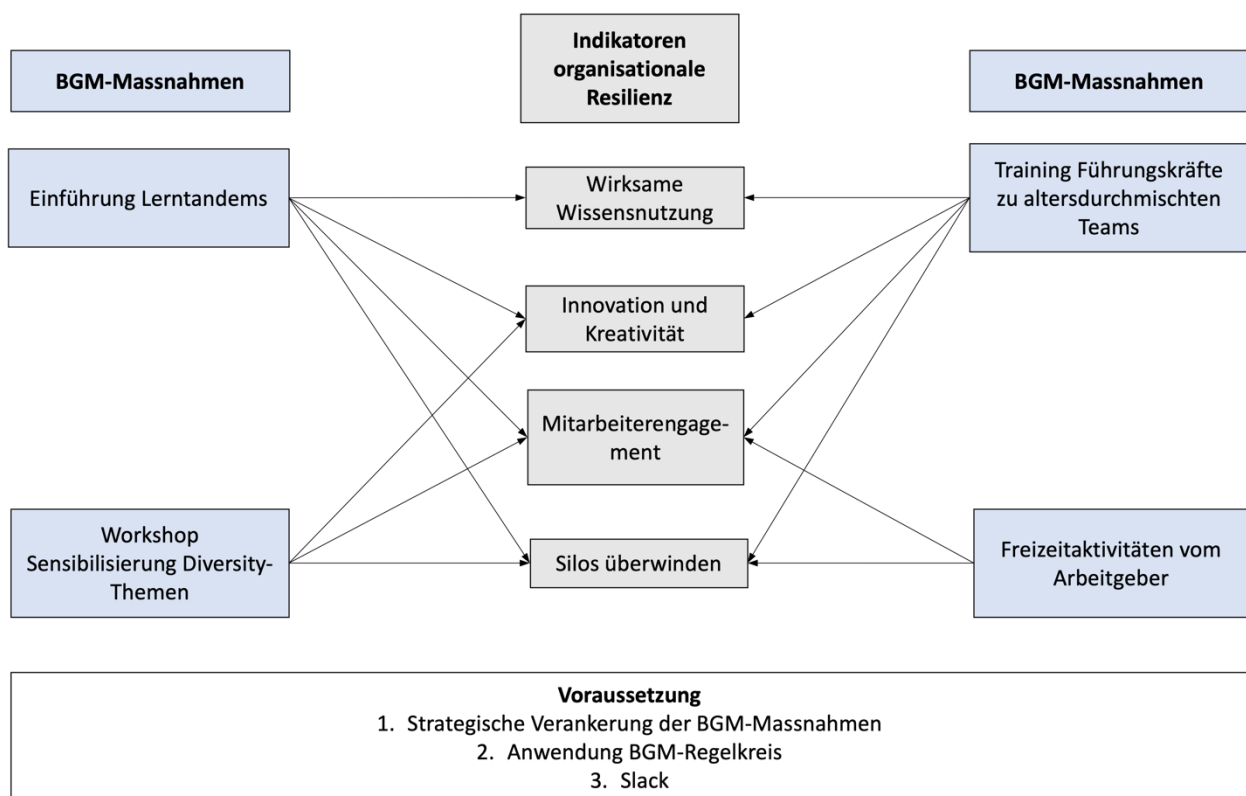 BGM-Massnahmen
Indikatoren
organisationale
Resilienz
BGM-Massnahmen
Einführung Lerntandems
Wirksame
Wissensnutzung
Training Führungskräfte
zu altersdurchmischten
Teams
Innovation und
Kreativität
Mitarbeiterengage-
ment
Workshop
Sensibilisierung Diversity-
Themen
Silos überwinden
Freizeitaktivitäten vom
Arbeitgeber
Voraussetzung
1. Strategische Verankerung der BGM-Massnahmen
2. Anwendung BGM-Regelkreis
3. Slack